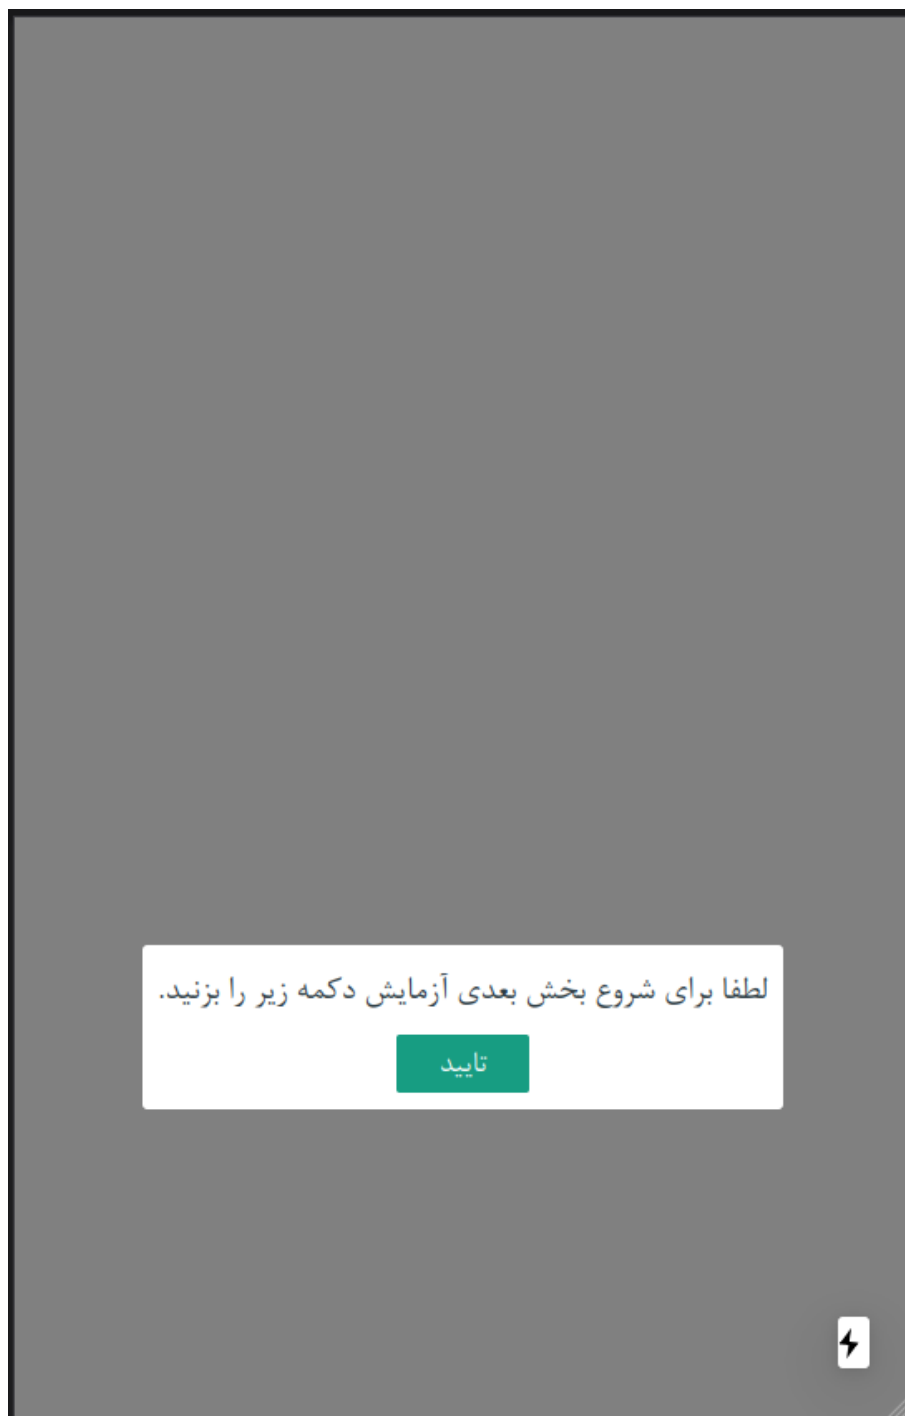 لطفا برای شروع بخش بعدی آزمایش دکمه زیر را بزنید.
تایید